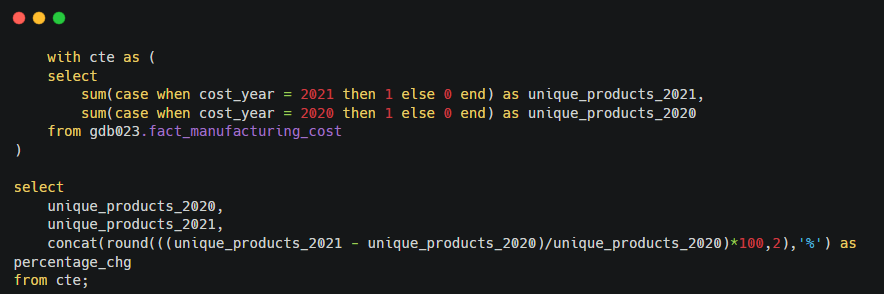 with cte as (
    select
        sum(case when cost_year = 2021 then 1 else 0 end) as unique_products_2021,
        sum(case when cost_year = 2020 then 1 else 0 end) as unique_products_2020
    from gdb023.fact_manufacturing_cost
)

select
    unique_products_2020,
    unique_products_2021,
    concat(round(((unique_products_2021 - unique_products_2020)/unique_products_2020)*100,2),'%') as
percentage_chg
from cte;